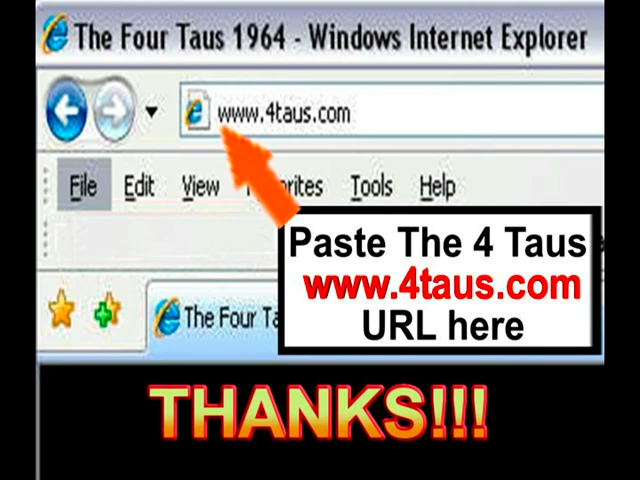 The Four Taus 1964 - Windows Internet Explorer
www.4taus.com
File Edit View Tools Help
Paste The 4 Taus
www.4taus.com
URL here
The Four
THANKS!!!